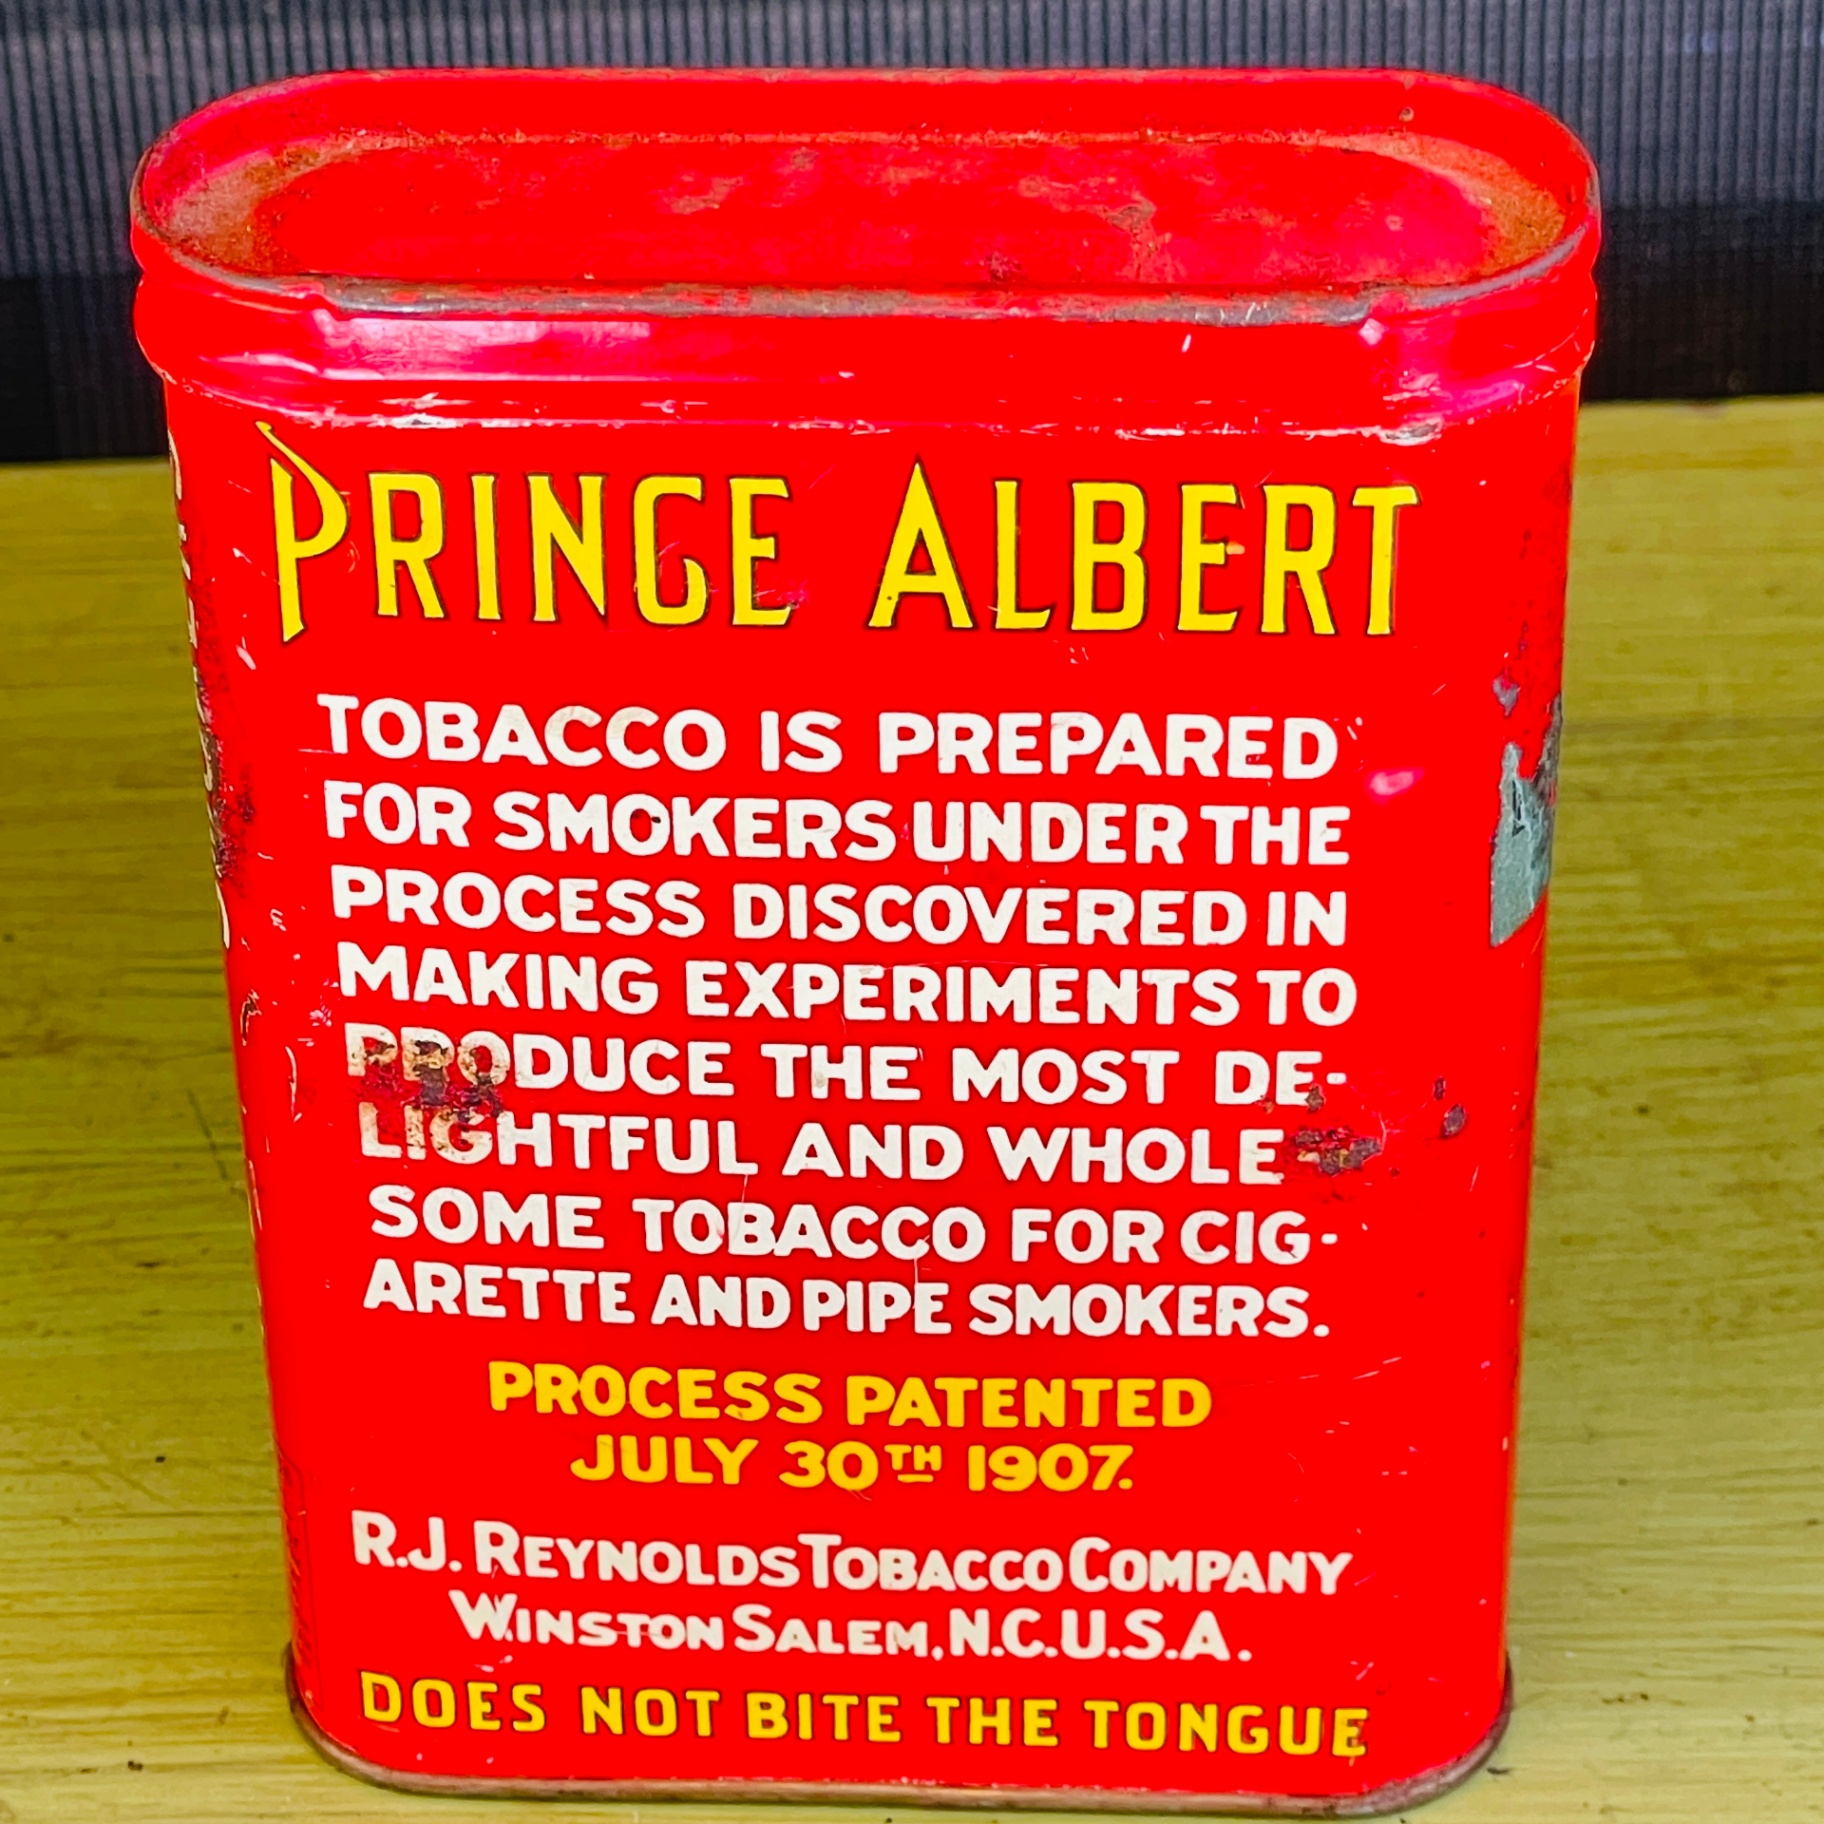 PRINCE ALBERT
TOBACCO IS PREPARED
FOR SMOKERS UNDER THE
PROCESS DISCOVERED IN
MAKING EXPERIMENTS TO
PRODUCE THE MOST DE-
LIGHTFUL AND WHOLE-
SOME TOBACCO FOR CIG-
ARETTE AND PIPE SMOKERS.
PROCESS PATENTED
JULY 30TH 1907.
R.J. REYNOLDS TOBACCO COMPANY
WINSTON SALEM, N.C.U.S.A.
DOES NOT BITE THE TONGUE